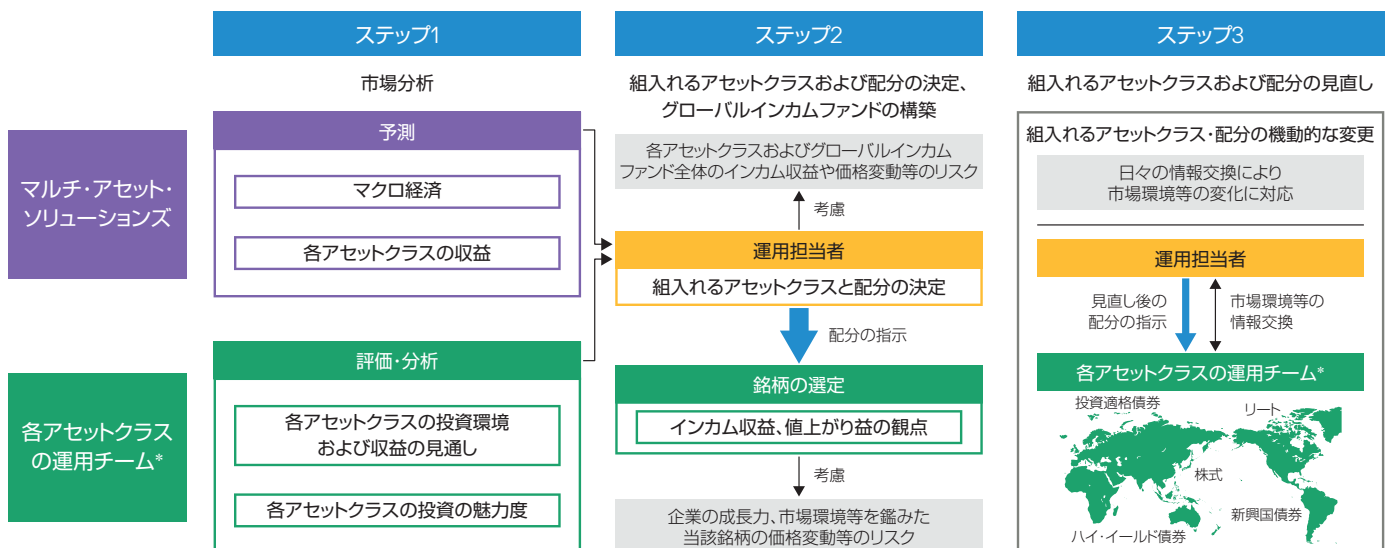 ステップ1
市場分析
マルチ・アセット・
ソリューションズ
予測
マクロ経済
各アセットクラスの収益
各アセットクラス
の運用チーム*
評価・分析
各アセットクラスの投資環境
および収益の見通し
各アセットクラスの投資の魅力度
ステップ2
組入れるアセットクラスおよび配分の決定、
グローバルインカムファンドの構築
各アセットクラスおよびグローバルインカム
ファンド全体のインカム収益や価格変動等のリスク
考慮
運用担当者
組入れるアセットクラスと配分の決定
配分の指示
銘柄の選定
インカム収益、値上がり益の観点
考慮
企業の成長力、市場環境等を鑑みた
当該銘柄の価格変動等のリスク
ステップ3
組入れるアセットクラスおよび配分の見直し
組入れるアセットクラス・配分の機動的な変更
日々の情報交換により
市場環境等の変化に対応
運用担当者
見直し後の
配分の指示
市場環境等の
情報交換
各アセットクラスの運用チーム*
投資適格債券
リート
株式
新興国債券
ハイ・イールド債券